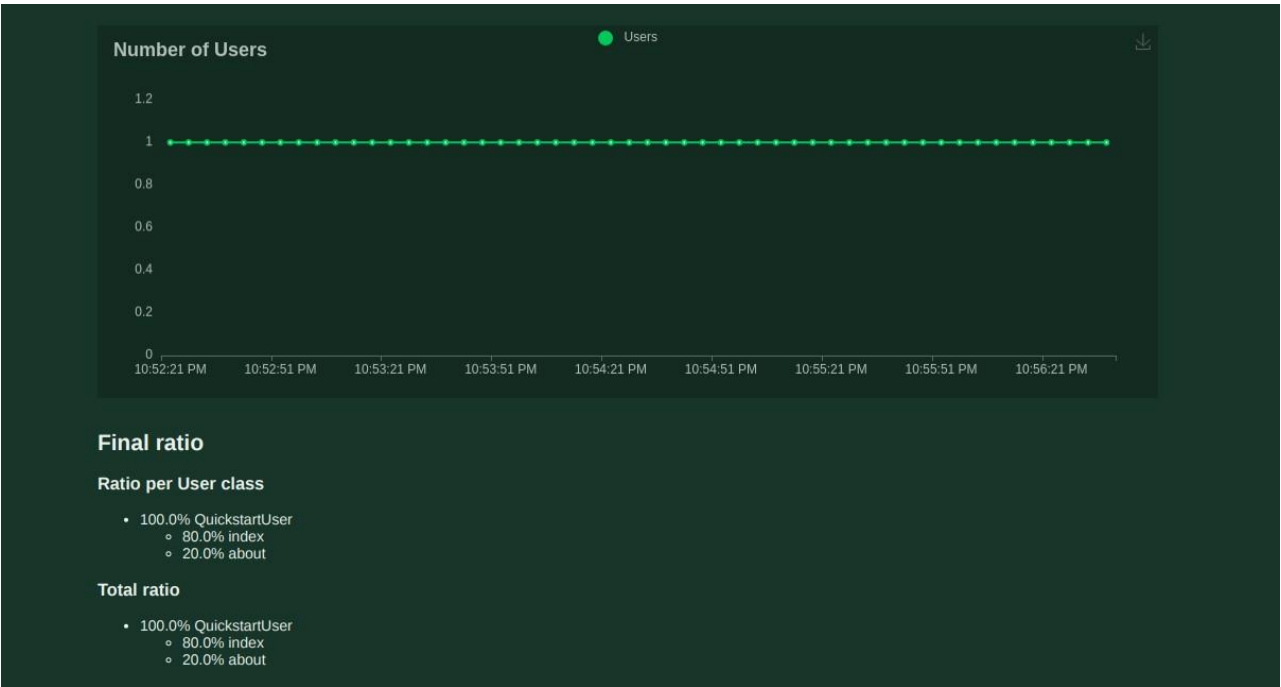 Number of Users
Users
1.2
1
0.8
0.6
0.4
0.2
0
10:52:21 PM 10:52:51 PM 10:53:21 PM 10:53:51 PM 10:54:21 PM 10:54:51 PM 10:55:21 PM 10:55:51 PM 10:56:21 PM
Final ratio
Ratio per User class
• 100.0% QuickstartUser
◦ 80.0% index
◦ 20.0% about
Total ratio
• 100.0% QuickstartUser
◦ 80.0% index
◦ 20.0% about